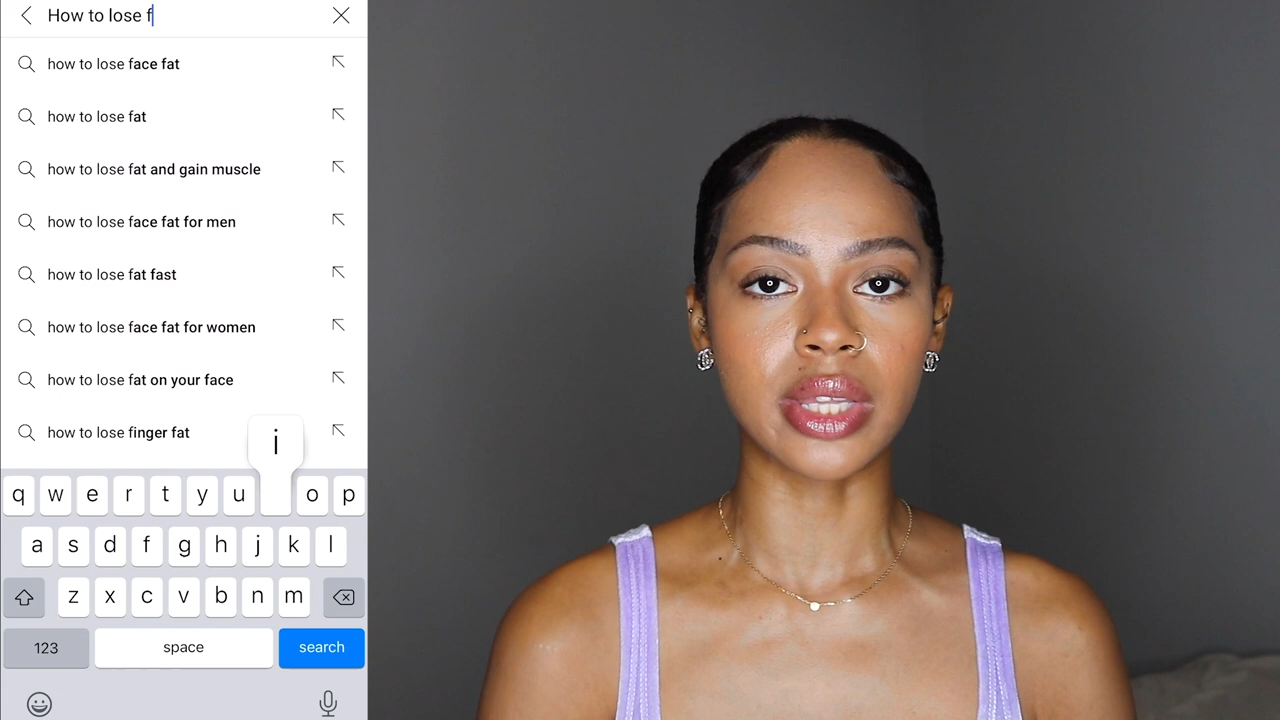 How to lose f
how to lose face fat
how to lose fat
how to lose fat and gain muscle
how to lose face fat for men
how to lose fat fast
how to lose face fat for women
how to lose fat on your face
how to lose finger fat
i
q w e r t y u o p
a s d f g h j k l
z x c v b n m
123 space search